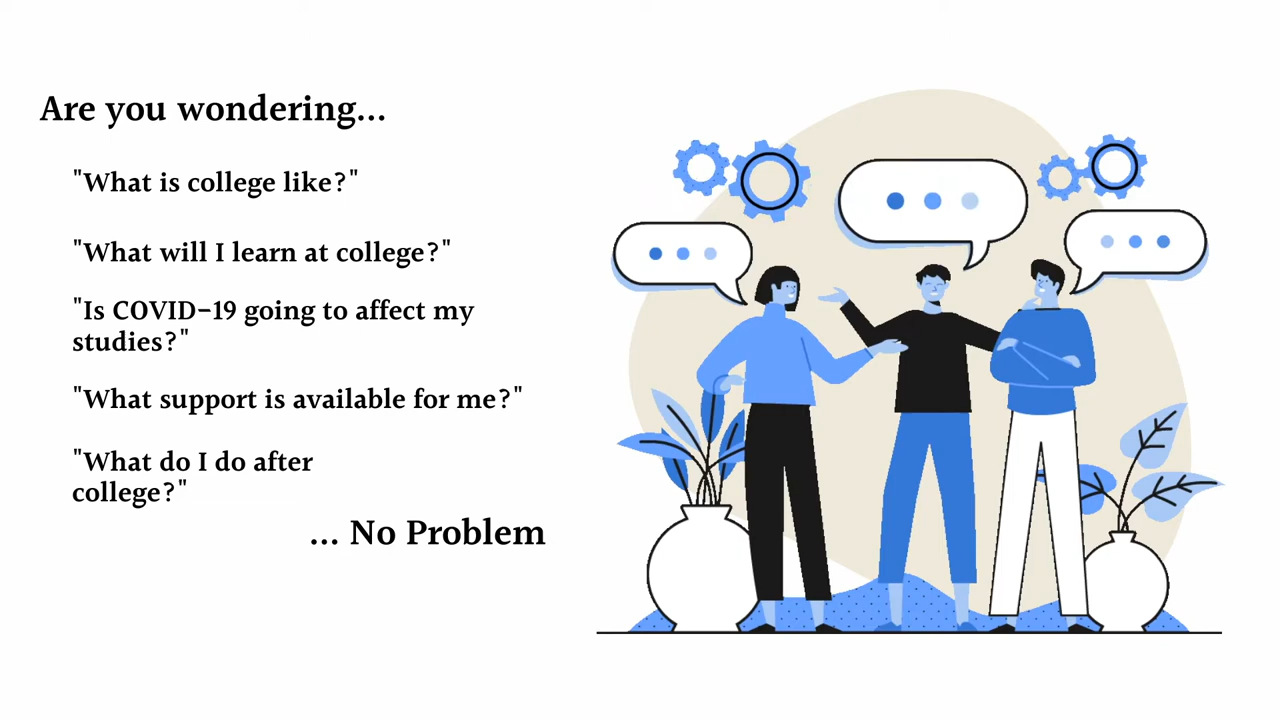 Are you wondering...
"What is college like?"
"What will I learn at college?"
"Is COVID-19 going to affect my
studies?"
"What support is available for me?"
"What do I do after
college?"
... No Problem